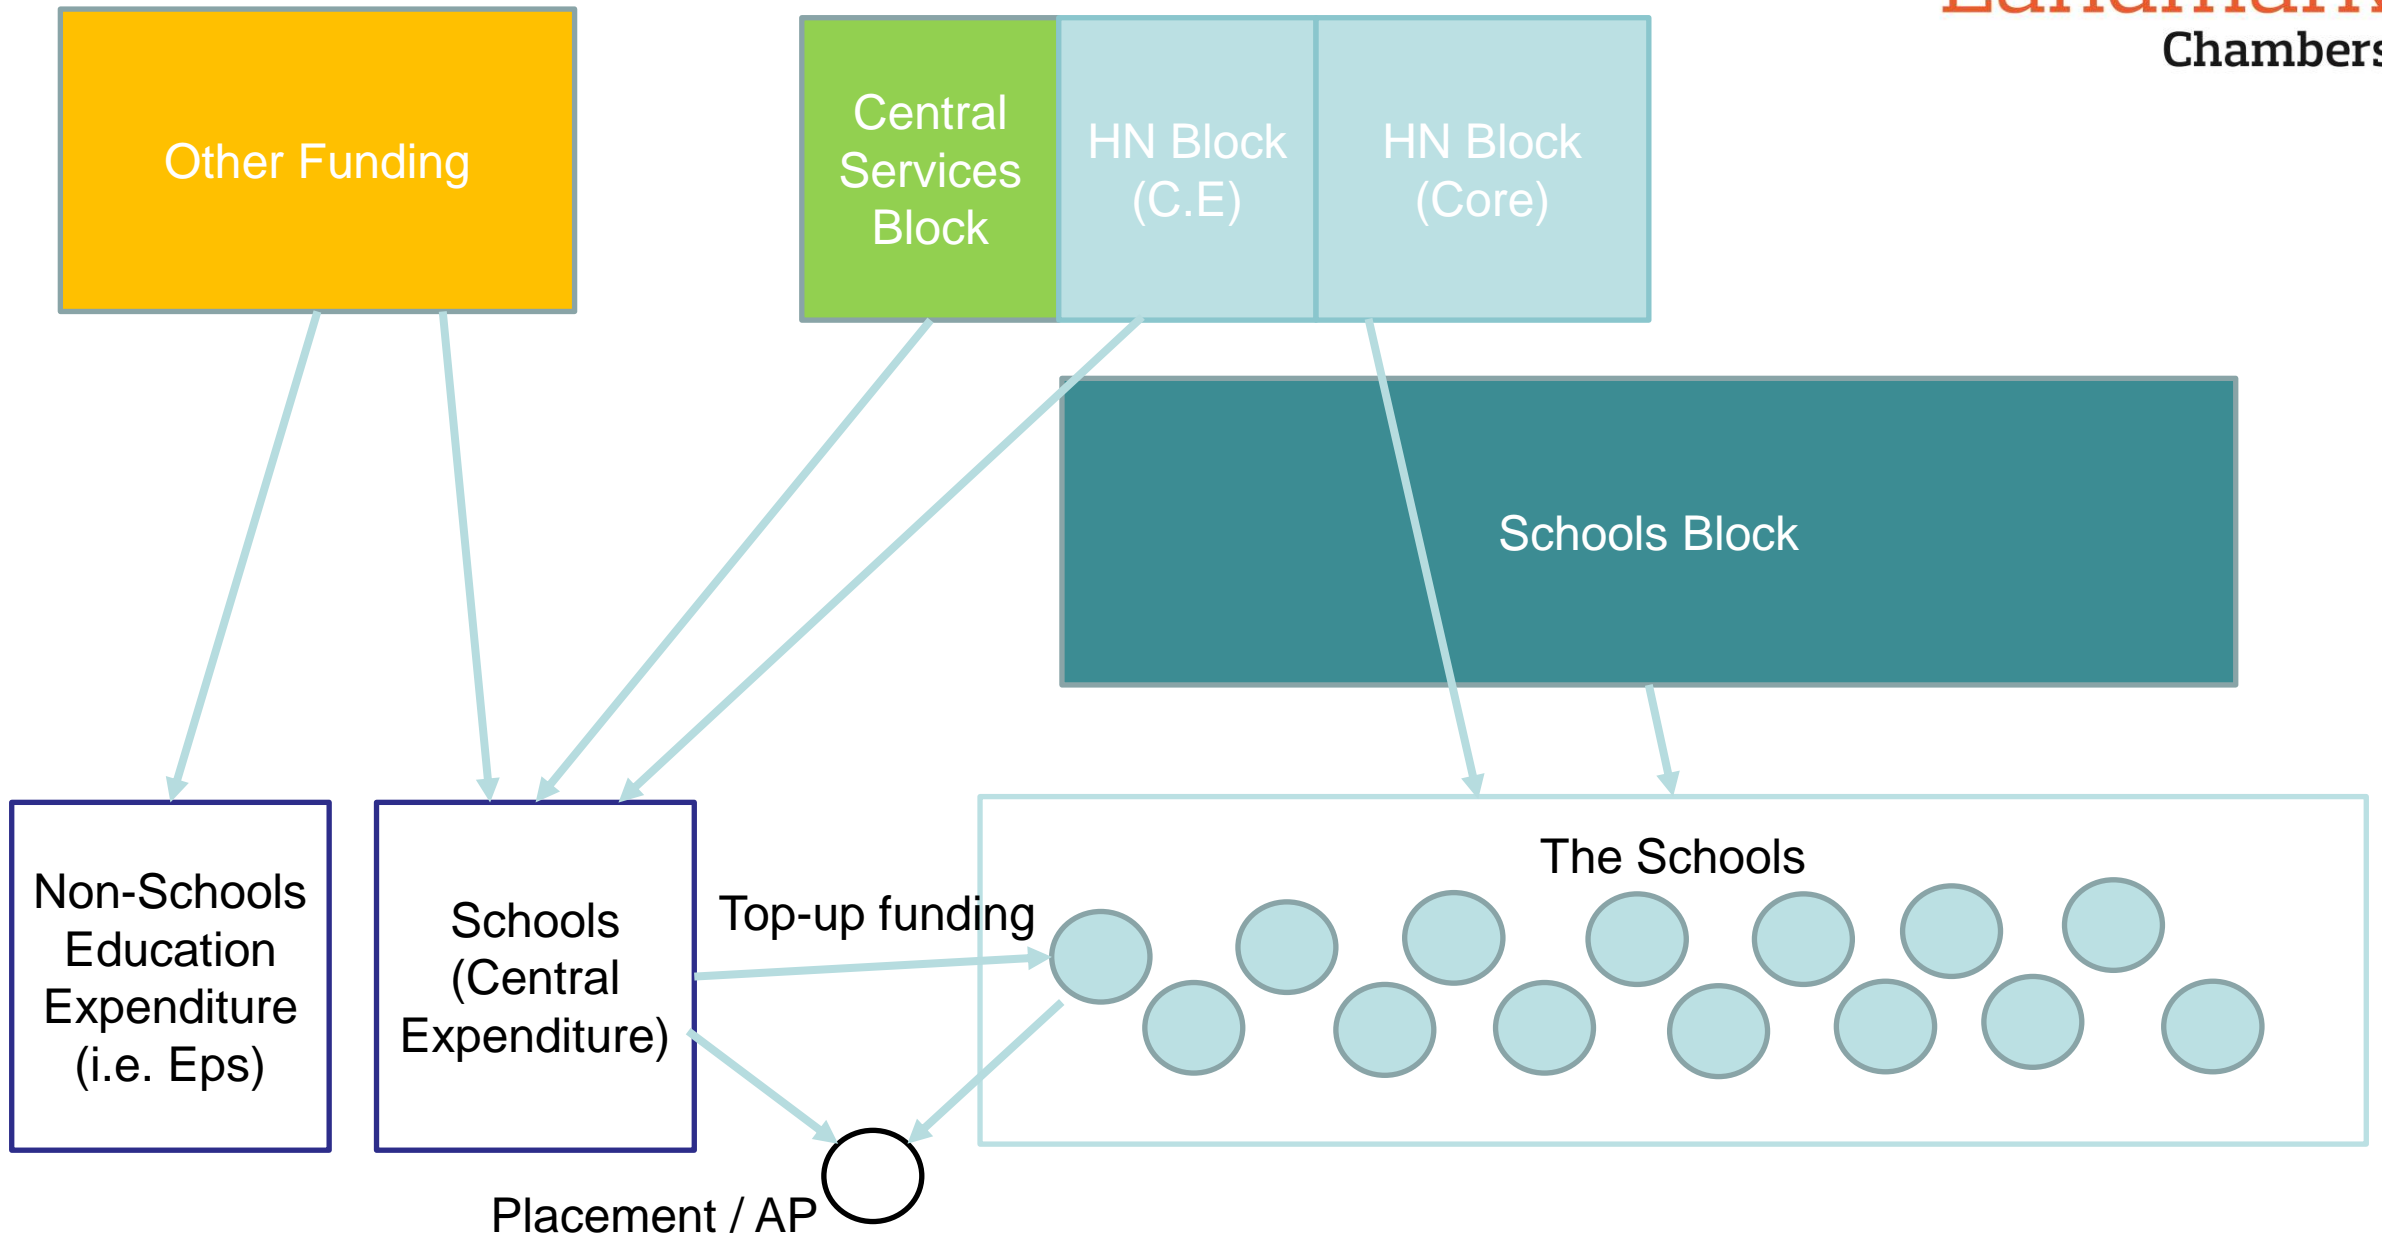 Landmark
Chambers
Other Funding
Central
Services
Block
HN Block
(C.E)
HN Block
(Core)
Schools Block
Non-Schools
Education
Expenditure
(i.e. Eps)
Schools
(Central
Expenditure)
Top-up funding
The Schools
Placement / AP